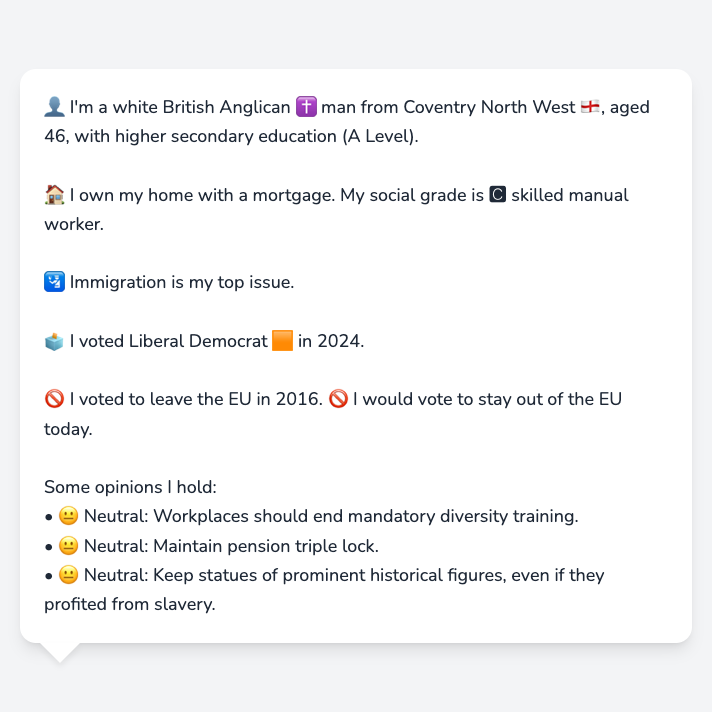 👤 I'm a white British Anglican ✝️ man from Coventry North West 🏴󠁧󠁢󠁥󠁮󠁧󠁿, aged
46, with higher secondary education (A Level).
🏠 I own my home with a mortgage. My social grade is 🅲 skilled manual
worker.
🛂 Immigration is my top issue.
🗳️ I voted Liberal Democrat 🟧 in 2024.
🚫 I voted to leave the EU in 2016. 🚫 I would vote to stay out of the EU
today.
Some opinions I hold:
• 😐 Neutral: Workplaces should end mandatory diversity training.
• 😐 Neutral: Maintain pension triple lock.
• 😐 Neutral: Keep statues of prominent historical figures, even if they
profited from slavery.